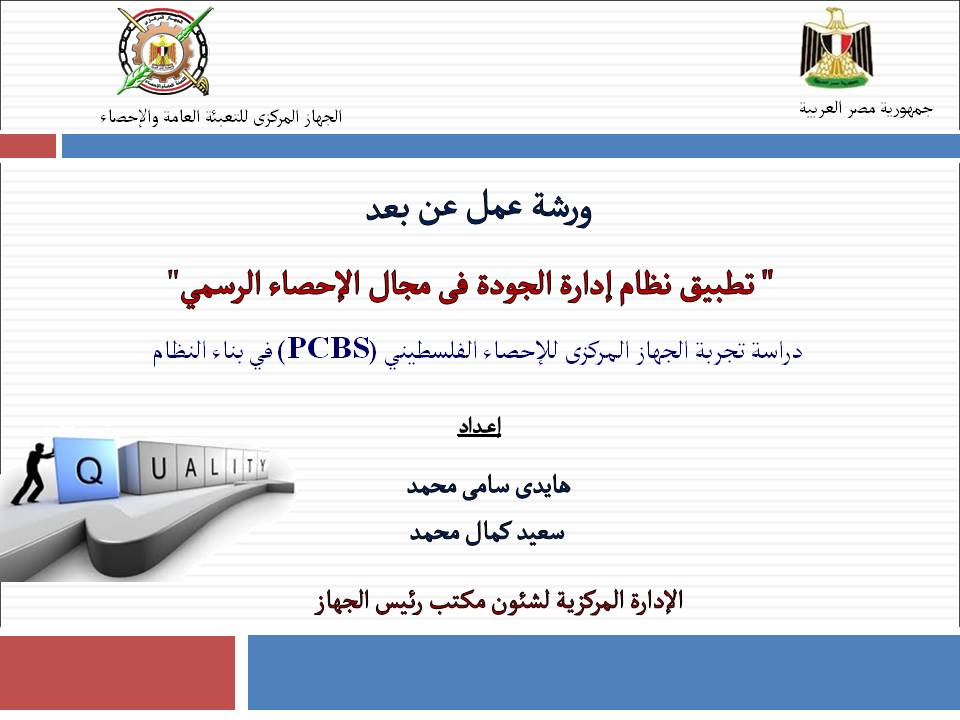 جمهورية مصر العربية
الجهاز المركزى للتعبئة العامة والإحصاء
ورشة عمل عن بعد
" تطبيق نظام إدارة الجودة فى مجال الإحصاء الرسمي"
دراسة تجربة الجهاز المركزى للإحصاء الفلسطيني (PCBS) في بناء النظام
إعداد
هايدى سامى محمد
سعيد كمال محمد
QUALITY
الإدارة المركزية لشئون مكتب رئيس الجهاز